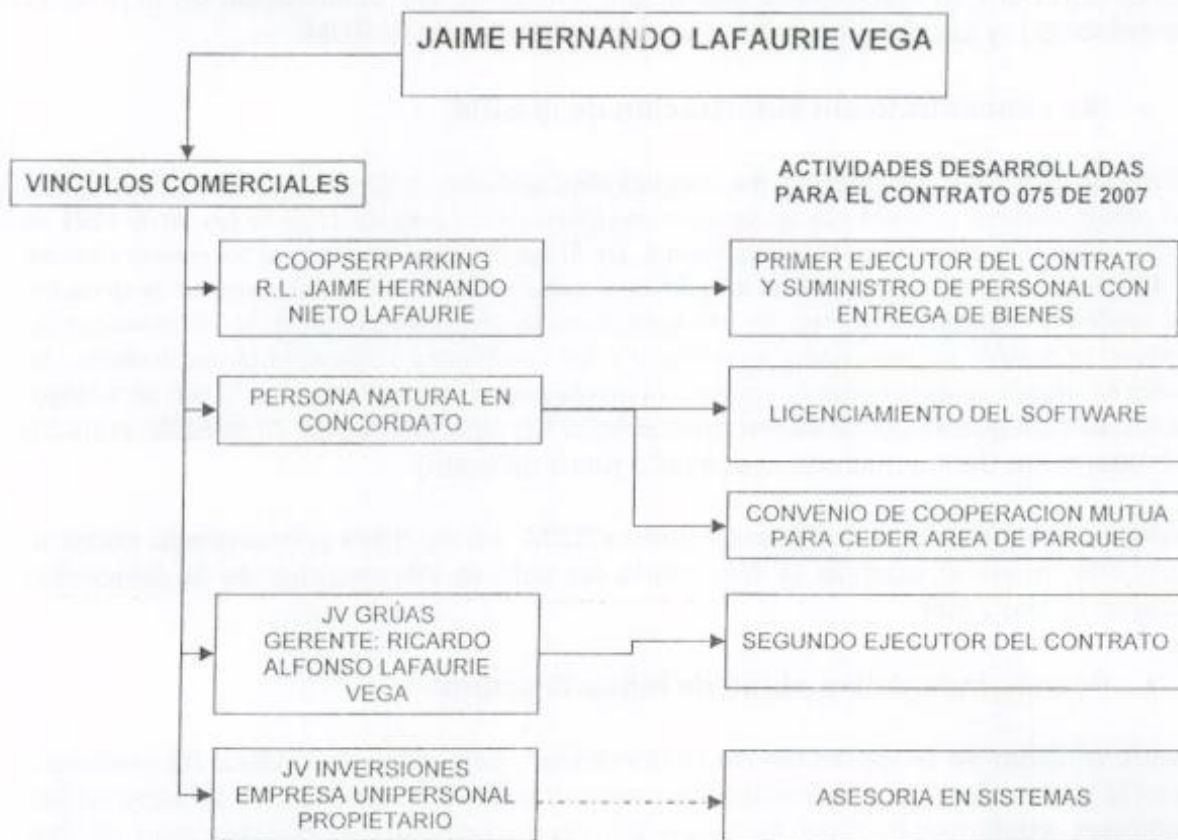 JAIME HERNANDO LAFAURIE VEGA
VINCULOS COMERCIALES
ACTIVIDADES DESARROLLADAS
PARA EL CONTRATO 075 DE 2007
COOPSERPARKING
R.L. JAIME HERNANDO
NIETO LAFAURIE
PRIMER EJECUTOR DEL CONTRATO
Y SUMINISTRO DE PERSONAL CON
ENTREGA DE BIENES
PERSONA NATURAL EN
CONCORDATO
LICENCIAMIENTO DEL SOFTWARE
CONVENIO DE COOPERACION MUTUA
PARA CEDER AREA DE PARQUEO
JV GRÚAS
GERENTE: RICARDO
ALFONSO LAFAURIE
VEGA
SEGUNDO EJECUTOR DEL CONTRATO
JV INVERSIONES
EMPRESA UNIPERSONAL
PROPIETARIO
ASESORIA EN SISTEMAS